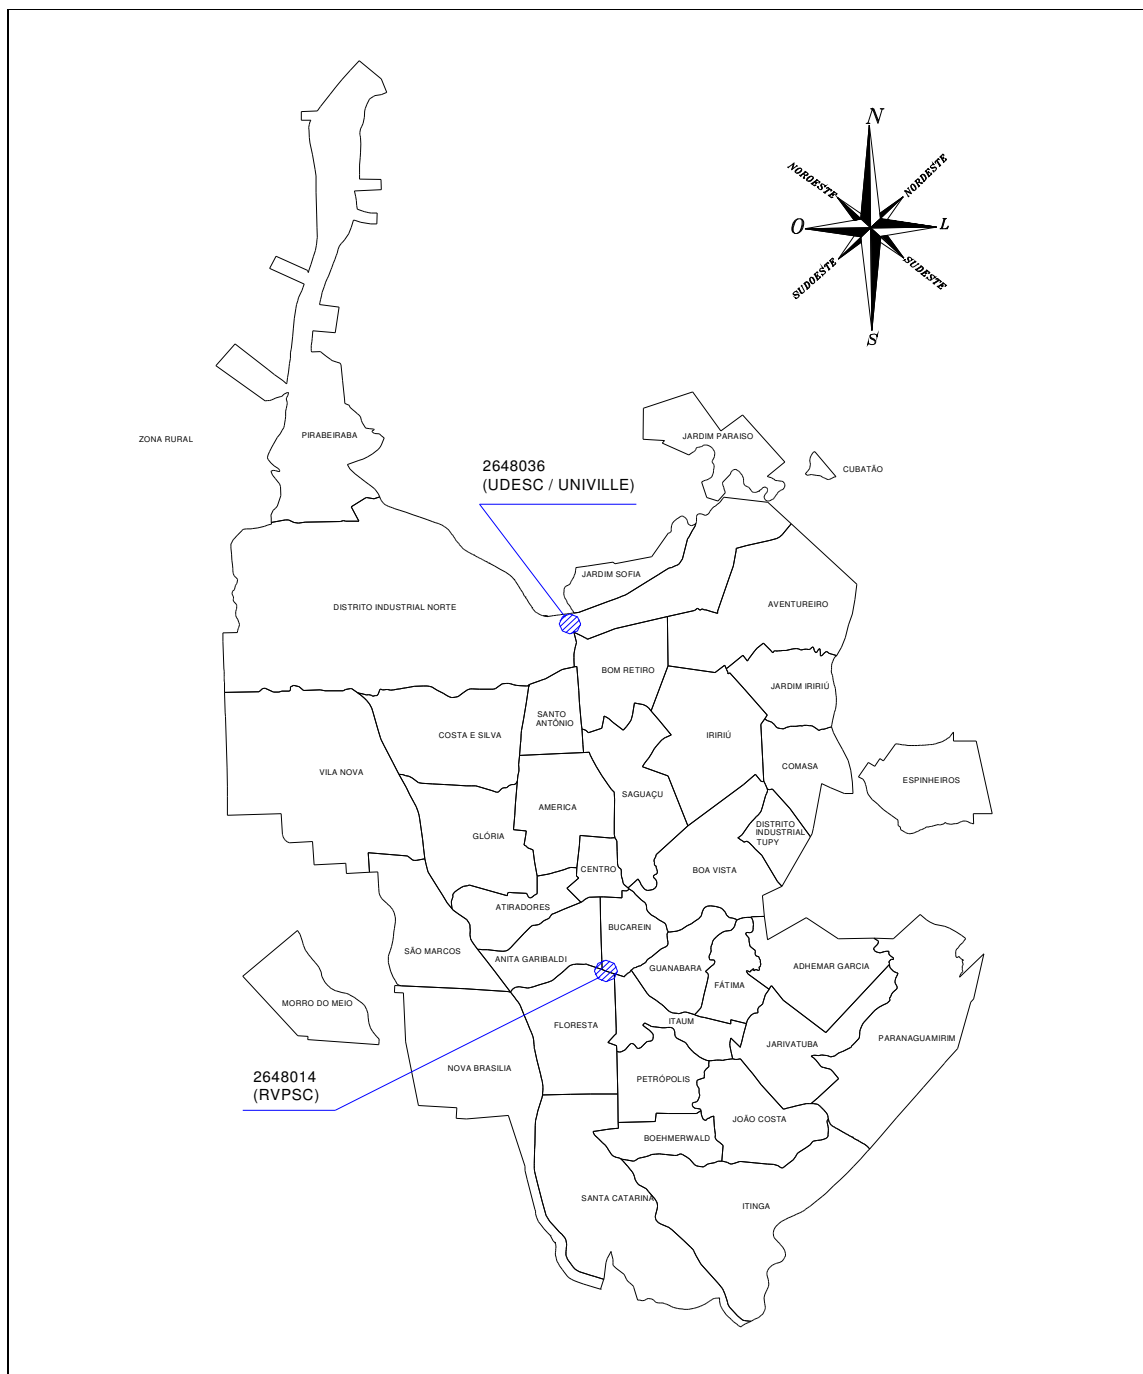 N
NOROESTE
NORDESTE
O
L
SUDOESTE
SUDESTE
S
ZONA RURAL
PIRABEIRABA
JARDIM PARAISO
CUBATÃO
2648036
(UDESC / UNIVILLE)
JARDIM SOFIA
DISTRITO INDUSTRIAL NORTE
AVENTUREIRO
BOM RETIRO
JARDIM IRIRIÚ
SANTO
ANTÔNIO
COSTA E SILVA
IRIRIÚ
VILA NOVA
COMASA
ESPINHEIROS
SAGUAÇU
AMERICA
GLÓRIA
DISTRITO
INDUSTRIAL
TUPY
CENTRO
BOA VISTA
ATIRADORES
BUCAREIN
SÃO MARCOS
ANITA GARIBALDI
GUANABARA
ADHEMAR GARCIA
FÁTIMA
MORRO DO MEIO
FLORESTA
ITAUM
JARIVATUBA
PARANAGUAMIRIM
NOVA BRASILIA
2648014
(RVPSC)
PETRÓPOLIS
JOÃO COSTA
BOEHMERWALD
SANTA CATARINA
ITINGA